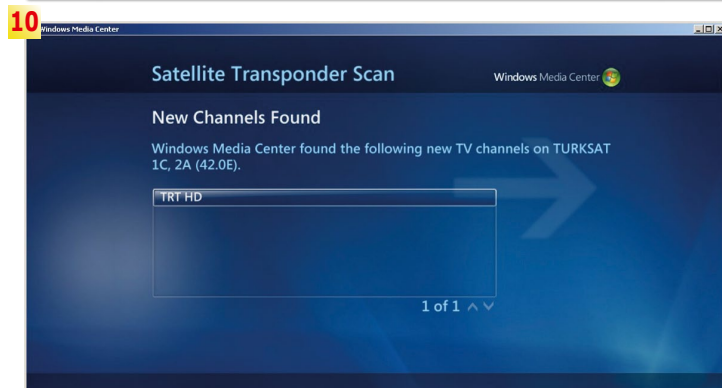 10
Windows Media Center
Satellite Transponder Scan
Windows Media Center
New Channels Found
Windows Media Center found the following new TV channels on TURKSAT
1C, 2A (42.0E).
TRT HD
1 of 1